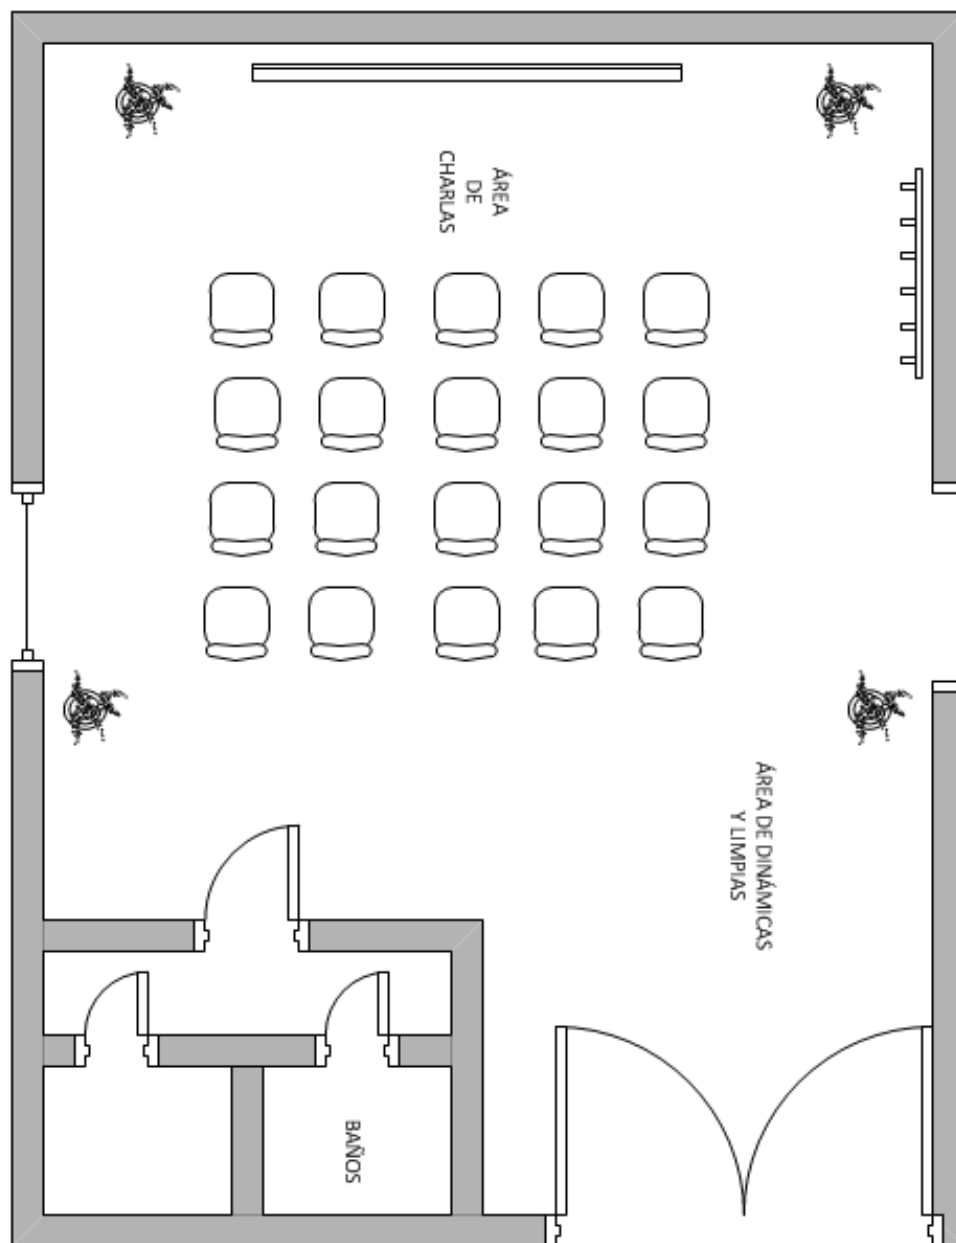 ÁREA
DE
CHARLAS
ÁREA DE DINÁMICAS
Y LIMPIAS
BAÑOS